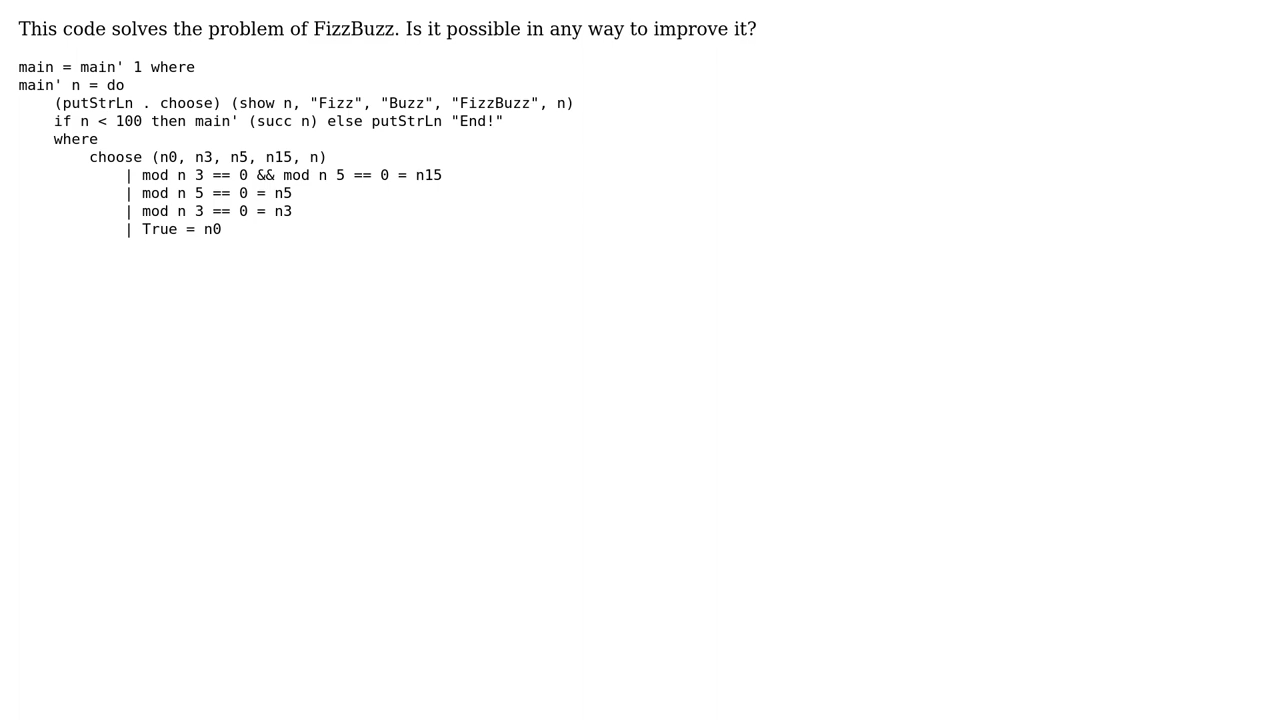 This code solves the problem of FizzBuzz. Is it possible in any way to improve it?
main = main' 1 where
main' n = do
    (putStrLn . choose) (show n, "Fizz", "Buzz", "FizzBuzz", n)
    if n < 100 then main' (succ n) else putStrLn "End!"
    where
        choose (n0, n3, n5, n15, n)
            | mod n 3 == 0 && mod n 5 == 0 = n15
            | mod n 5 == 0 = n5
            | mod n 3 == 0 = n3
            | True = n0